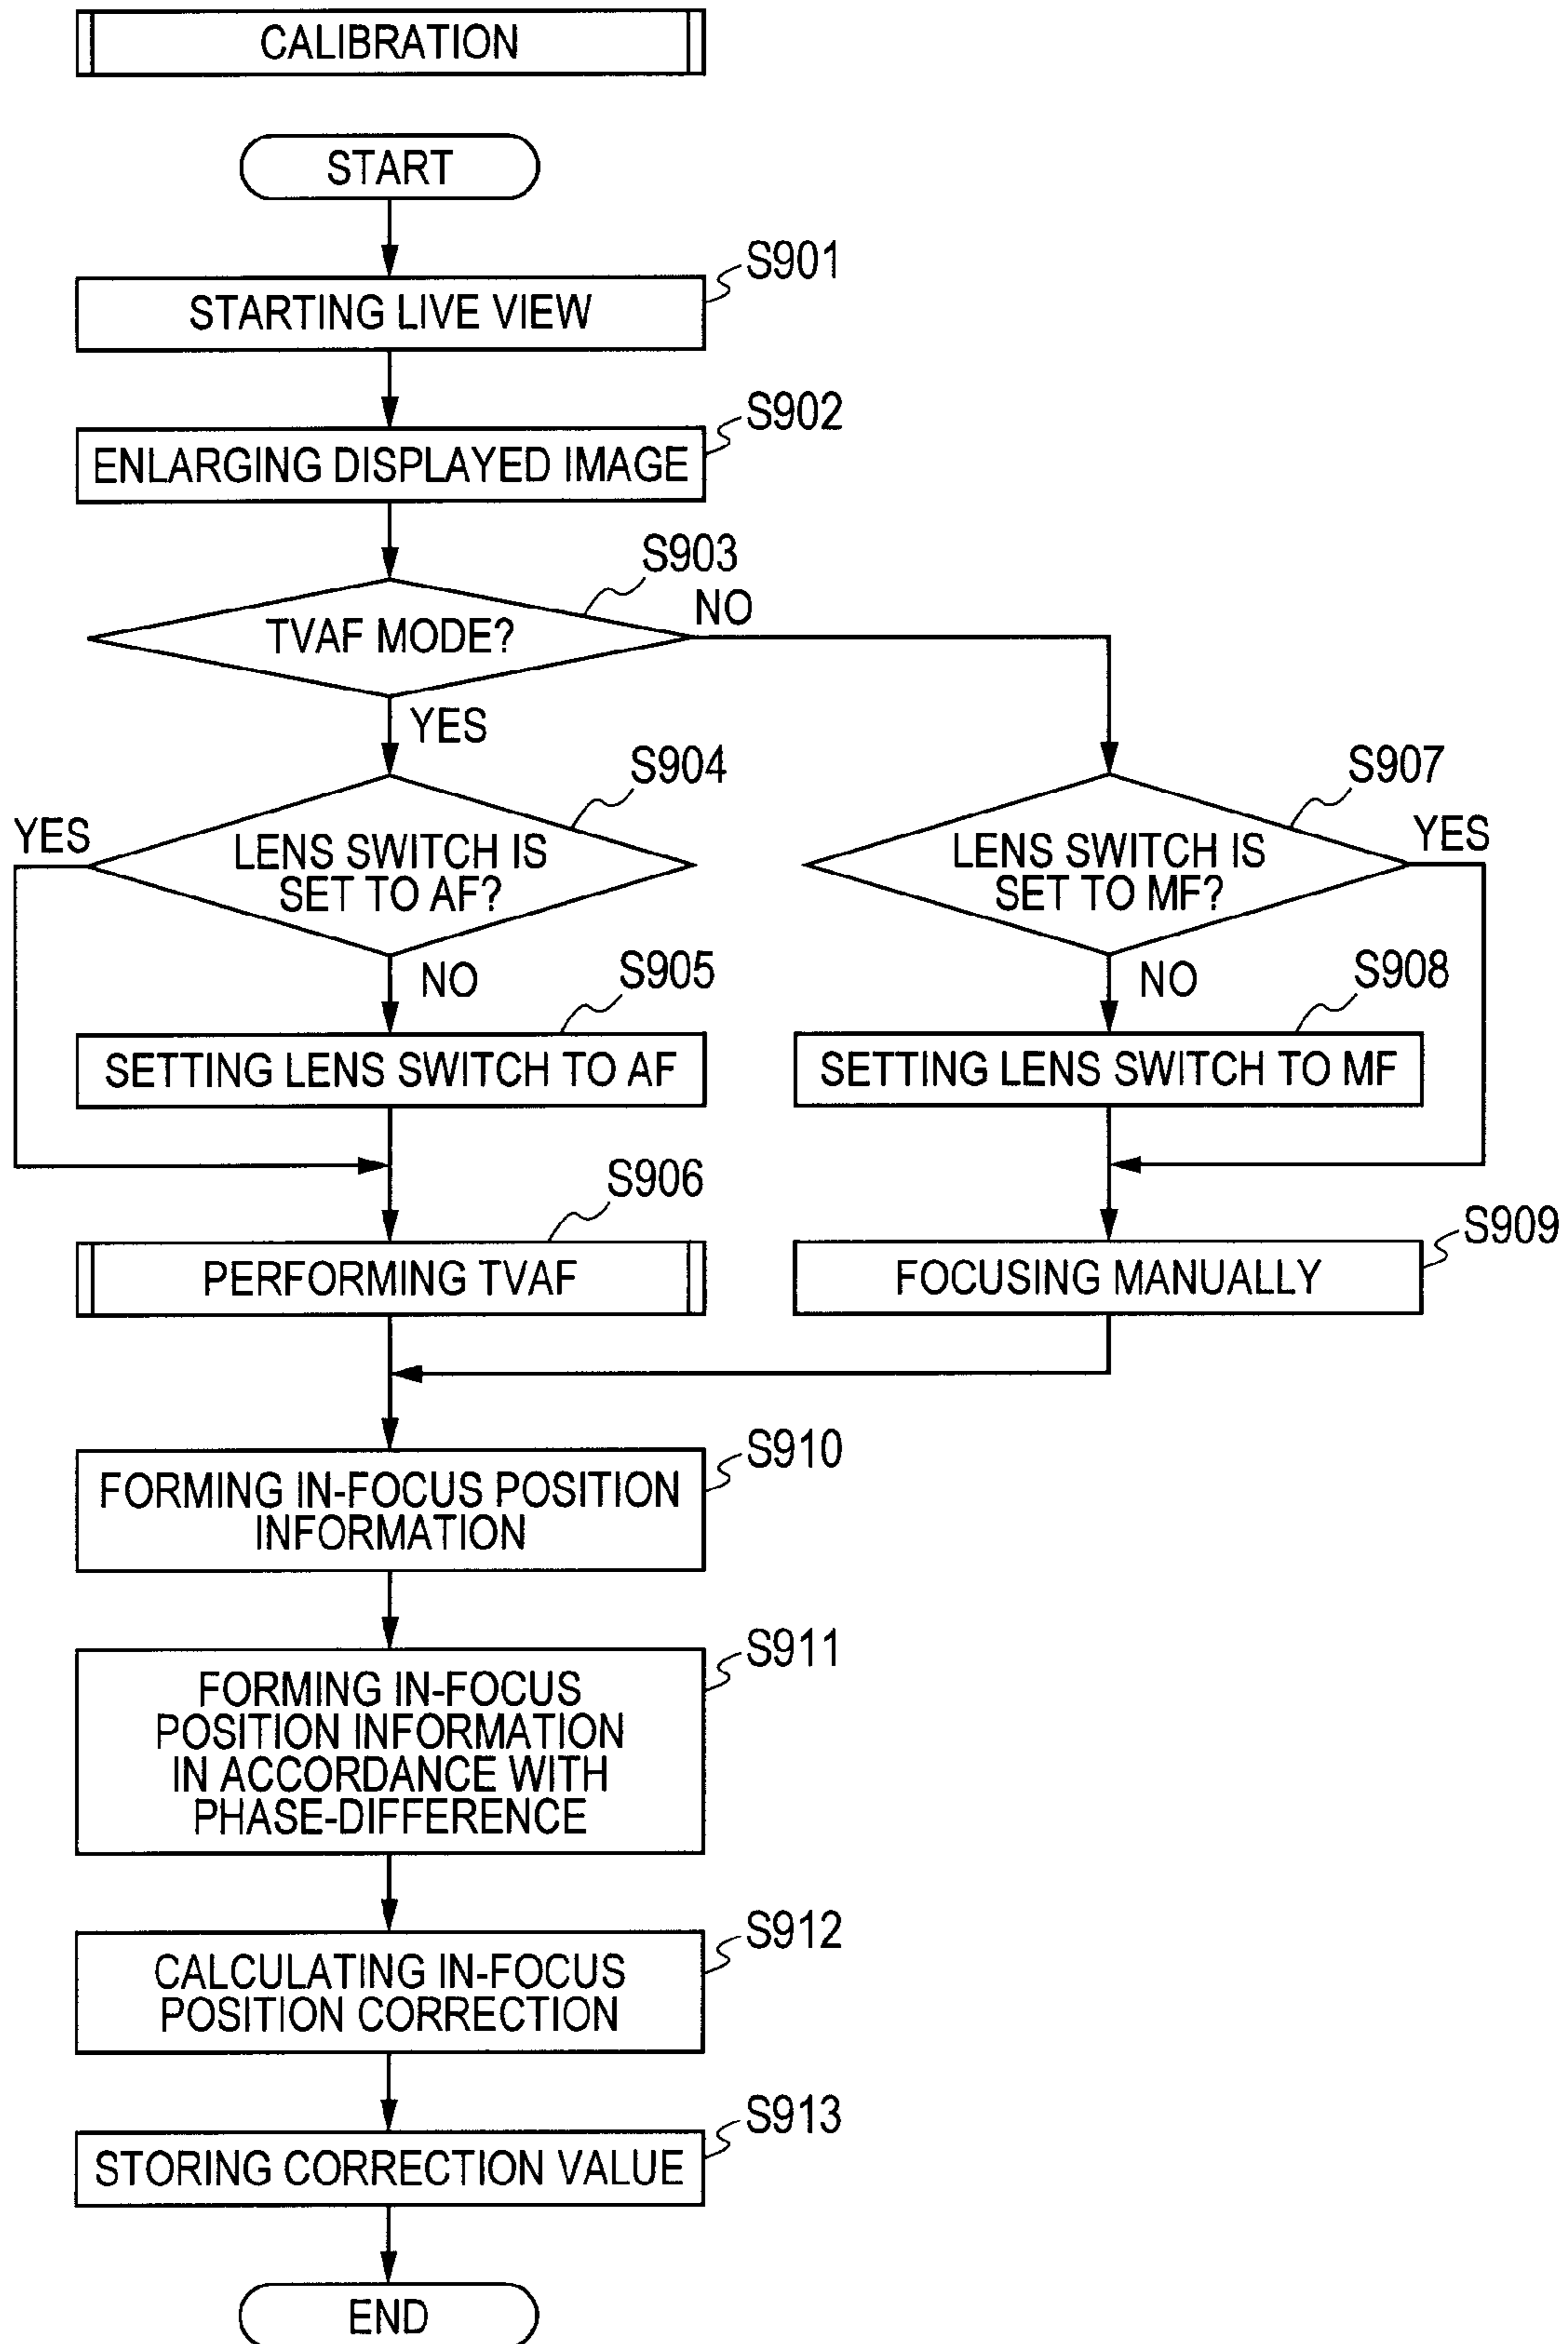 CALIBRATION
START
S901
STARTING LIVE VIEW
S902
ENLARGING DISPLAYED IMAGE
S903
TVAF MODE?
NO
YES
S904
YES
LENS SWITCH IS
SET TO AF?
NO
S905
SETTING LENS SWITCH TO AF
S906
PERFORMING TVAF
S907
LENS SWITCH IS
SET TO MF?
YES
NO
S908
SETTING LENS SWITCH TO MF
S909
FOCUSING MANUALLY
S910
FORMING IN-FOCUS POSITION
INFORMATION
S911
FORMING IN-FOCUS
POSITION INFORMATION
IN ACCORDANCE WITH
PHASE-DIFFERENCE
S912
CALCULATING IN-FOCUS
POSITION CORRECTION
S913
STORING CORRECTION VALUE
END